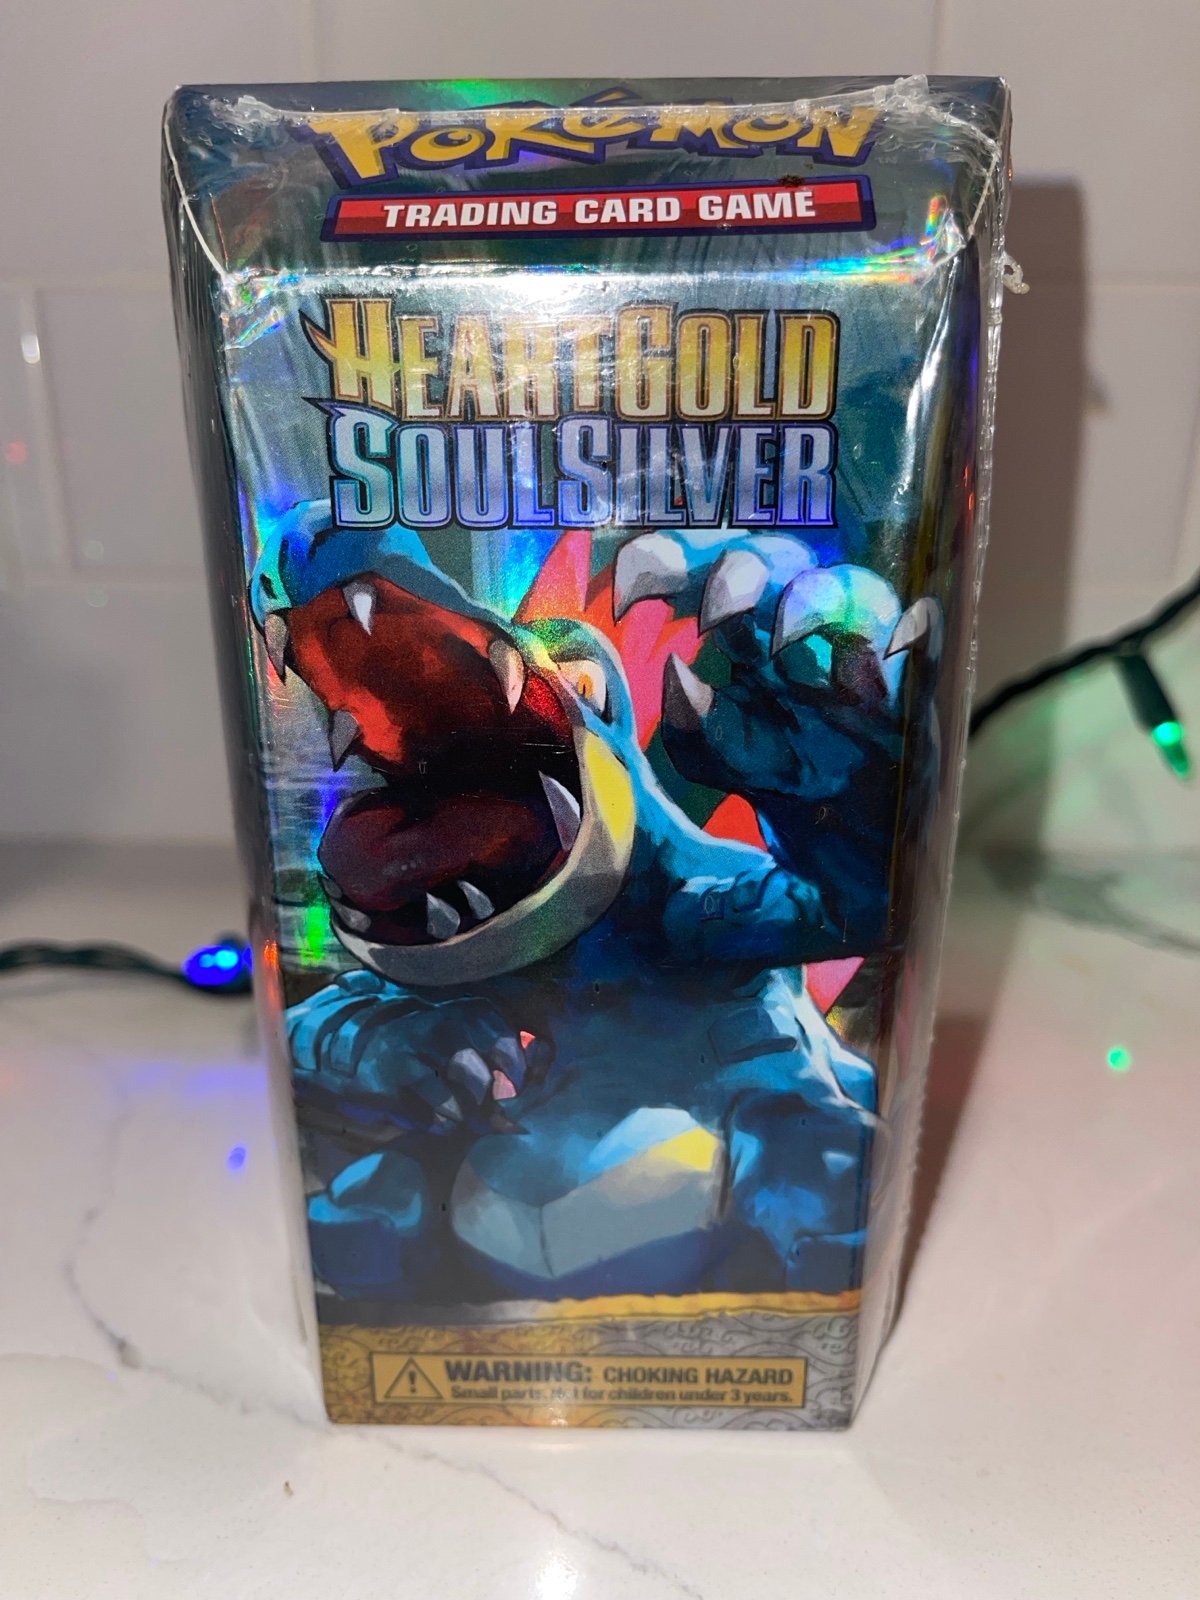 POKéMON
TRADING CARD GAME
HEARTGOLD
SOULSILVER
WARNING: CHOKING HAZARD
Small parts. Not for children under 3 years.